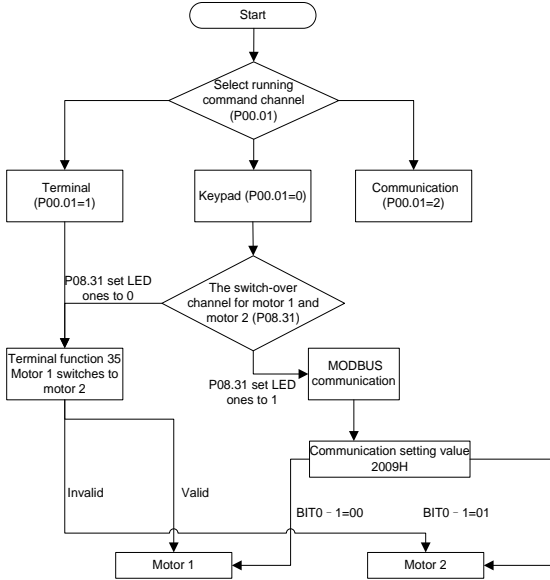 Start
Select running
command channel
(P00.01)
Terminal
(P00.01=1)
Keypad (P00.01=0)
Communication
(P00.01=2)
P08.31 set LED
ones to 0
The switch-over
channel for motor 1 and
motor 2 (P08.31)
Terminal function 35
Motor 1 switches to
motor 2
P08.31 set LED
ones to 1
MODBUS
communication
Communication setting value
2009H
Invalid
Valid
BIT0﹣1=00
BIT0﹣1=01
Motor 1
Motor 2